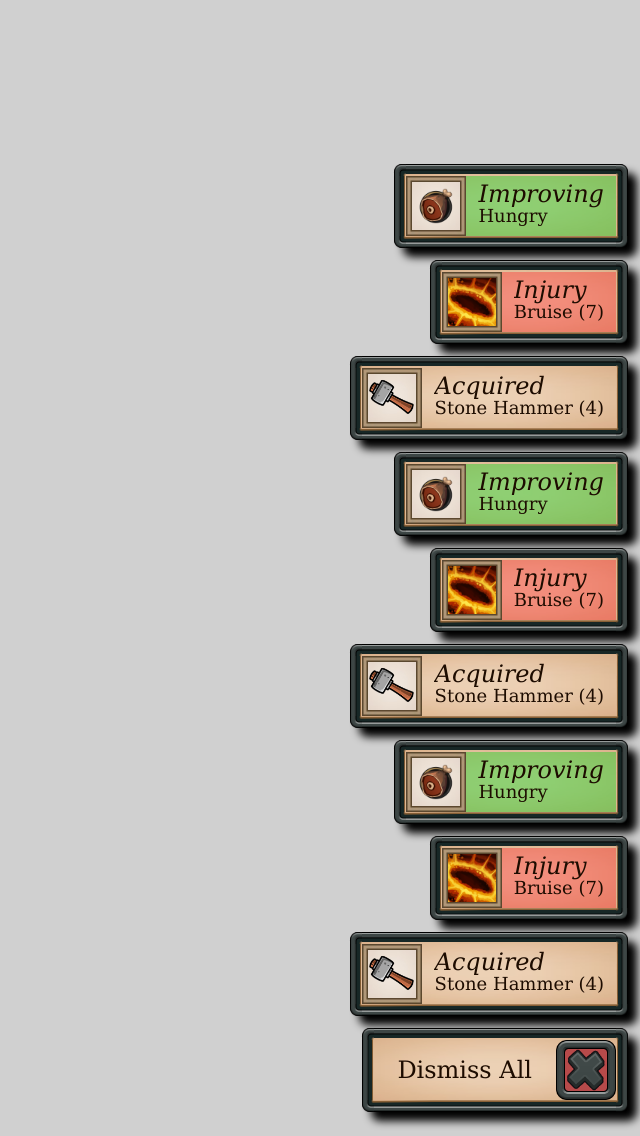 Improving
Hungry
Injury
Bruise (7)
Acquired
Stone Hammer (4)
Improving
Hungry
Injury
Bruise (7)
Acquired
Stone Hammer (4)
Improving
Hungry
Injury
Bruise (7)
Acquired
Stone Hammer (4)
Dismiss All